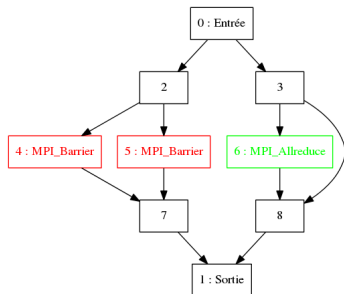 0 : Entrée
2
3
4 : MPI_Barrier
5 : MPI_Barrier
6 : MPI_Allreduce
7
8
1 : Sortie